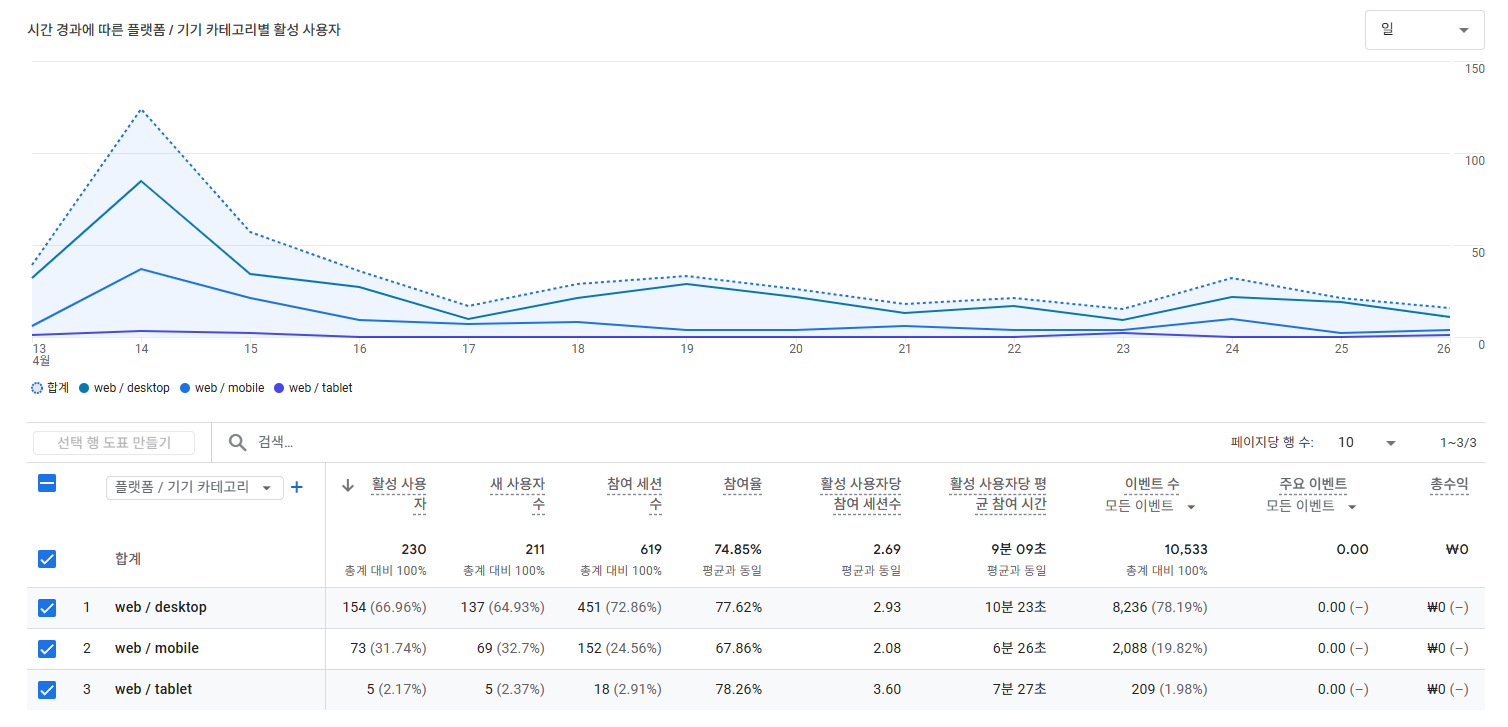 시간 경과에 따른 플랫폼 / 기기 카테고리별 활성 사용자
일
150
100
50
0
13 14 15 16 17 18 19 20 21 22 23 24 25 26
4월
합계 web / desktop web / mobile web / tablet
선택 행 도표 만들기 검색... 페이지당 행 수: 10 1~3/3
플랫폼 / 기기 카테고리 + ↓ 활성 사용자 새 사용자 수 참여 세션수 참여율 활성 사용자당 참여 세션수 활성 사용자당 평균 참여 시간 이벤트 수 모든 이벤트 주요 이벤트 모든 이벤트 총수익
합계 230 211 619 74.85% 2.69 9분 09초 10,533 0.00 ₩0
총계 대비 100% 총계 대비 100% 총계 대비 100% 평균과 동일 평균과 동일 평균과 동일 총계 대비 100%
1 web / desktop 154 (66.96%) 137 (64.93%) 451 (72.86%) 77.62% 2.93 10분 23초 8,236 (78.19%) 0.00 (–) ₩0 (–)
2 web / mobile 73 (31.74%) 69 (32.7%) 152 (24.56%) 67.86% 2.08 6분 26초 2,088 (19.82%) 0.00 (–) ₩0 (–)
3 web / tablet 5 (2.17%) 5 (2.37%) 18 (2.91%) 78.26% 3.60 7분 27초 209 (1.98%) 0.00 (–) ₩0 (–)